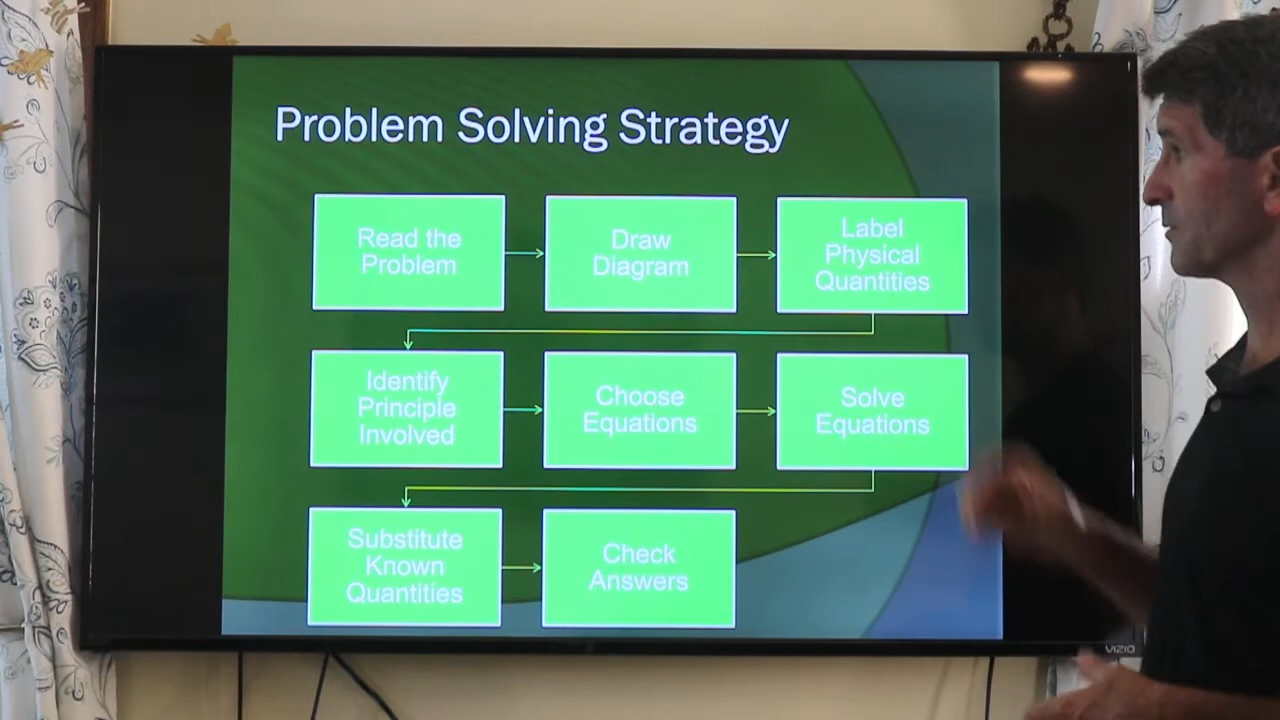 Problem Solving Strategy
Read the
Problem
Draw
Diagram
Label
Physical
Quantities
Identify
Principle
Involved
Choose
Equations
Solve
Equations
Substitute
Known
Quantities
Check
Answers
VIZIO